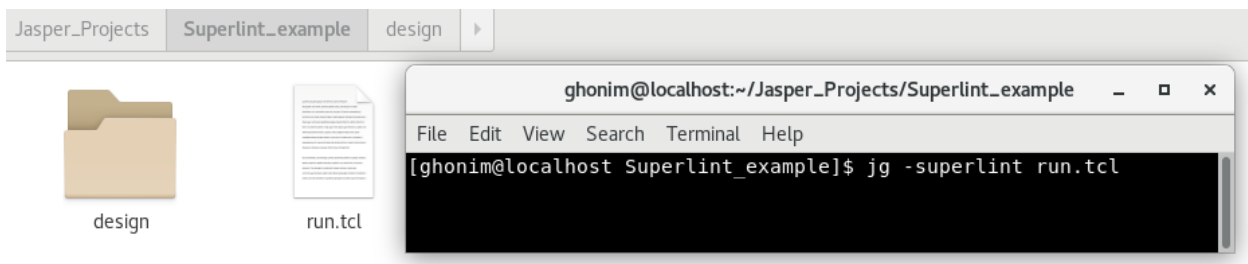 Jasper_Projects Superlint_example design
ghonim@localhost:~/Jasper_Projects/Superlint_example
File Edit View Search Terminal Help
[ghonim@localhost Superlint_example]$ jg -superlint run.tcl
design run.tcl